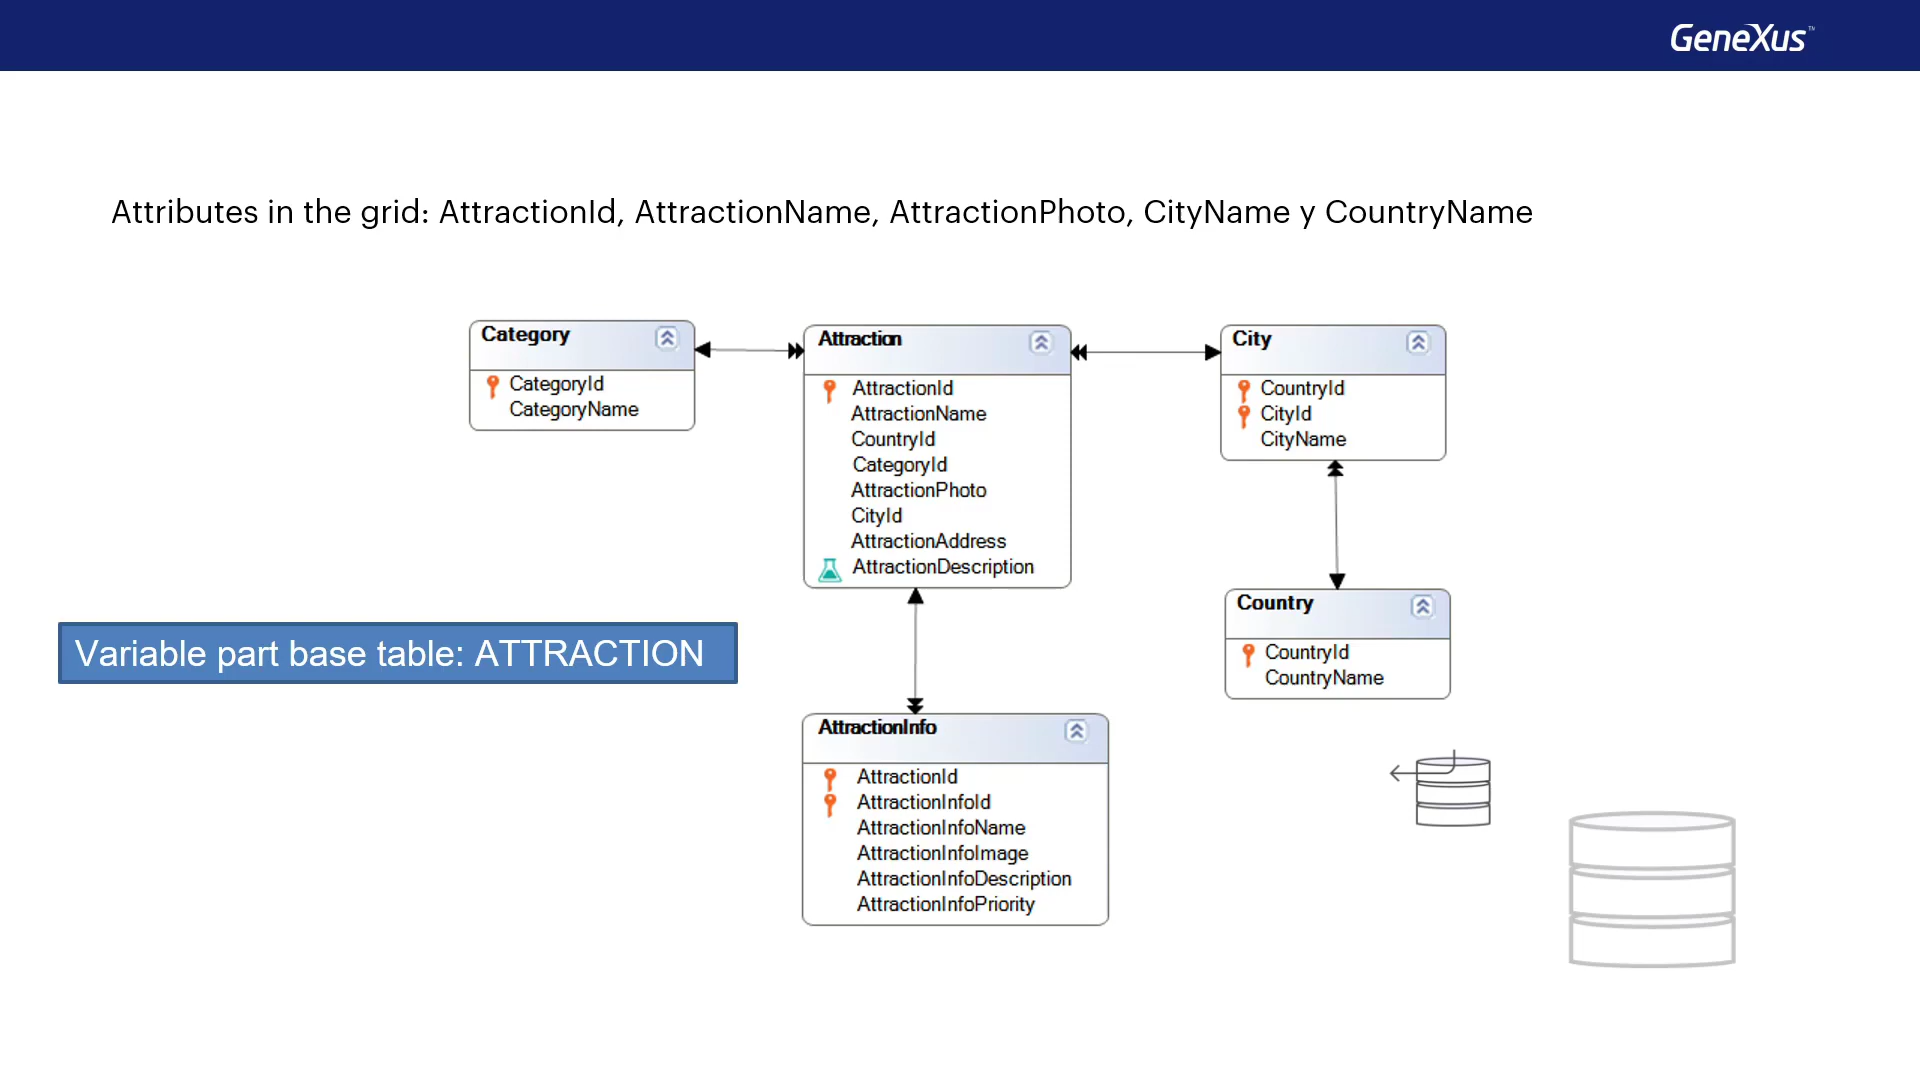 GeneXus™
Attributes in the grid: AttractionId, AttractionName, AttractionPhoto, CityName y CountryName
Category
CategoryId
CategoryName
Attraction
AttractionId
AttractionName
CountryId
CategoryId
AttractionPhoto
CityId
AttractionAddress
AttractionDescription
City
CountryId
CityId
CityName
Country
CountryId
CountryName
Variable part base table: ATTRACTION
AttractionInfo
AttractionId
AttractionInfoId
AttractionInfoName
AttractionInfoImage
AttractionInfoDescription
AttractionInfoPriority